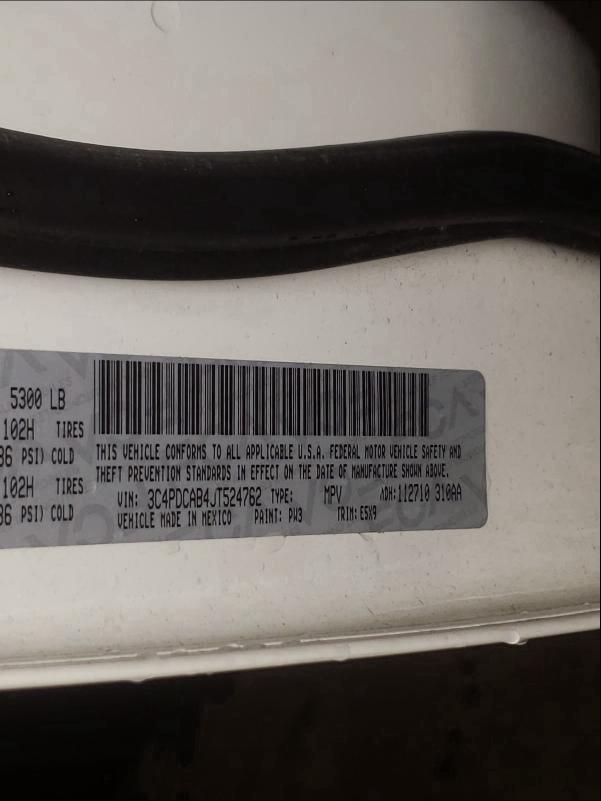 5300 LB
102H TIRES
36 PSI) COLD
102H TIRES
36 PSI) COLD
THIS VEHICLE CONFORMS TO ALL APPLICABLE U.S.A. FEDERAL MOTOR VEHICLE SAFETY AND
THEFT PREVENTION STANDARDS IN EFFECT ON THE DATE OF MANUFACTURE SHOWN ABOVE.
VIN: 3C4PDCAB4JT524762 TYPE: MPV MDH:112710 310AA
VEHICLE MADE IN MEXICO PAINT: PW3 TRIM: E5X9